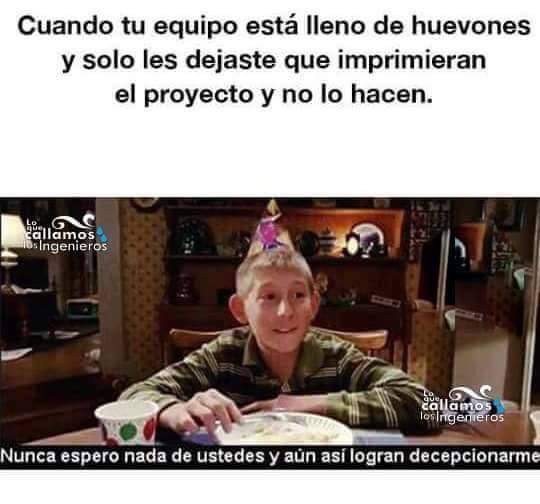 Cuando tu equipo está lleno de huevones
y solo les dejaste que imprimieran
el proyecto y no lo hacen.
Lo
que
callamos
los Ingenieros
Lo
que
callamos
los Ingenieros
Nunca espero nada de ustedes y aún así logran decepcionarme